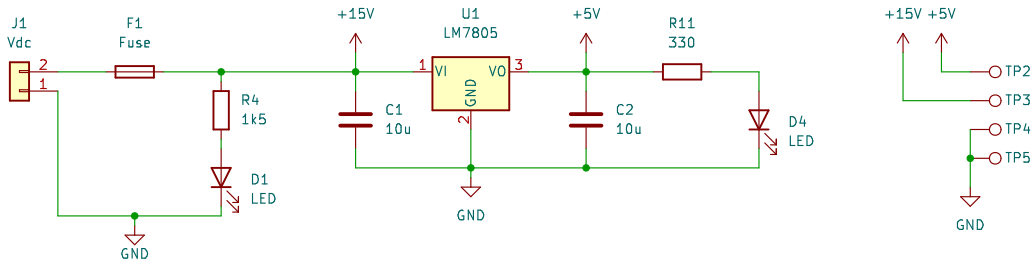 J1
Vdc
2
1
F1
Fuse
R4
1k5
D1
LED
GND
+15V
C1
10u
U1
LM7805
1
VI
VO
3
GND
2
GND
+5V
C2
10u
R11
330
D4
LED
+15V
+5V
TP2
TP3
TP4
TP5
GND